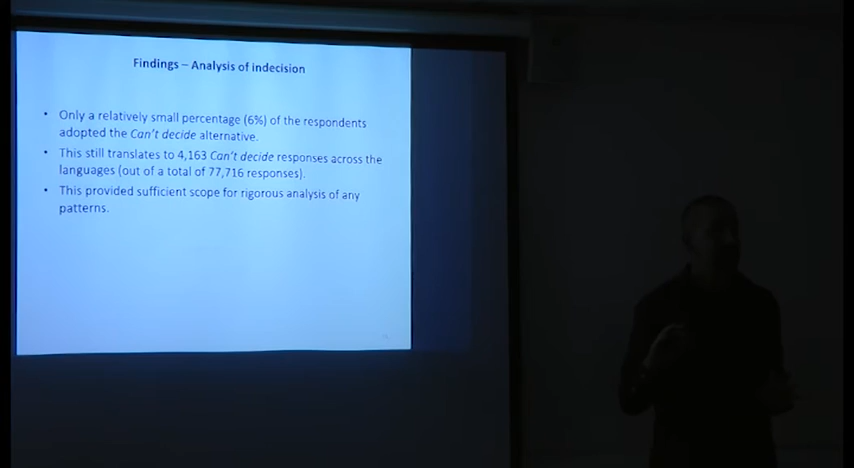 Findings – Analysis of indecision
• Only a relatively small percentage (6%) of the respondents
adopted the Can't decide alternative.
• This still translates to 4,163 Can't decide responses across the
languages (out of a total of 77,716 responses).
• This provided sufficient scope for rigorous analysis of any
patterns.